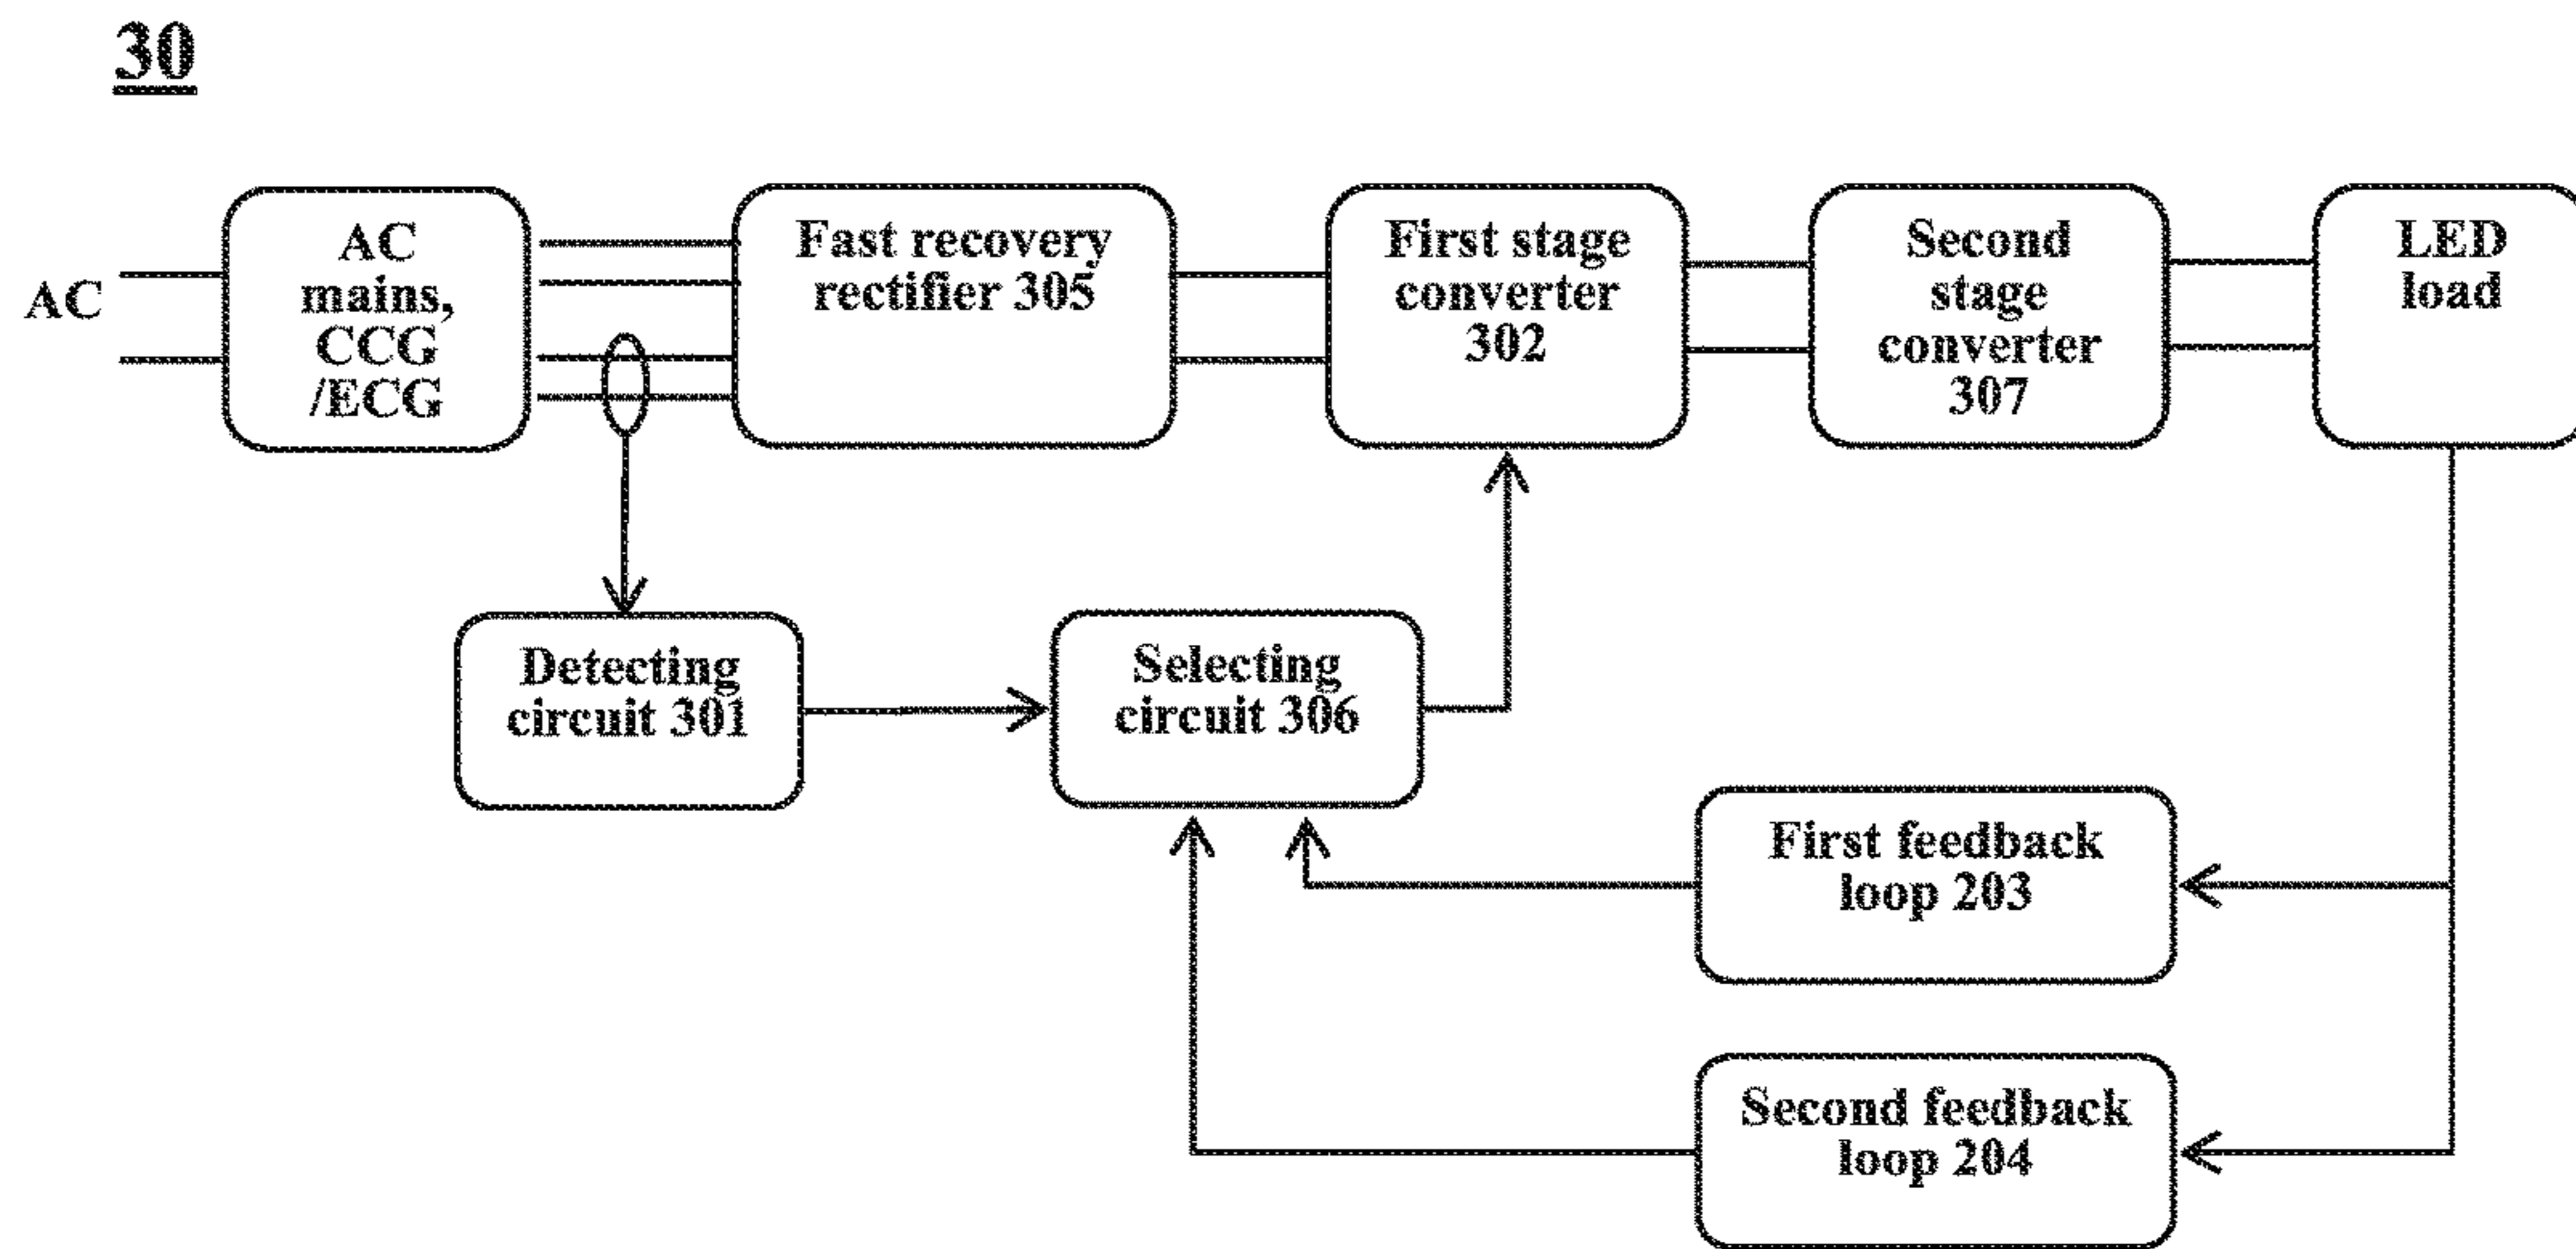 30
AC
AC
mains,
CCG
/ECG
Fast recovery
rectifier 305
First stage
converter
302
Second
stage
converter
307
LED
load
Detecting
circuit 301
Selecting
circuit 306
First feedback
loop 203
Second feedback
loop 204